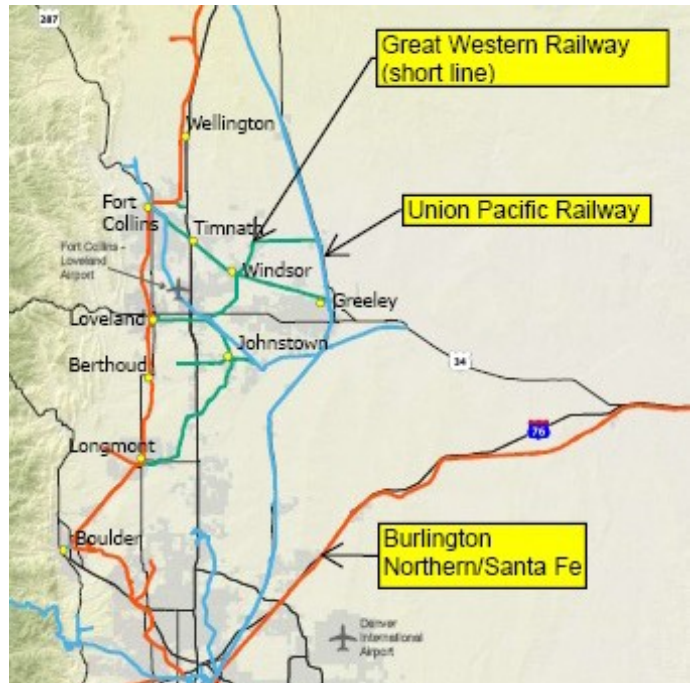 287
Great Western Railway
(short line)
Wellington
Fort
Collins
Timnath
Union Pacific Railway
Fort Collins -
Loveland
Airport
Windsor
Greeley
Loveland
Johnstown
34
Berthoud
76
Longmont
Boulder
Burlington
Northern/Santa Fe
Denver
International
Airport